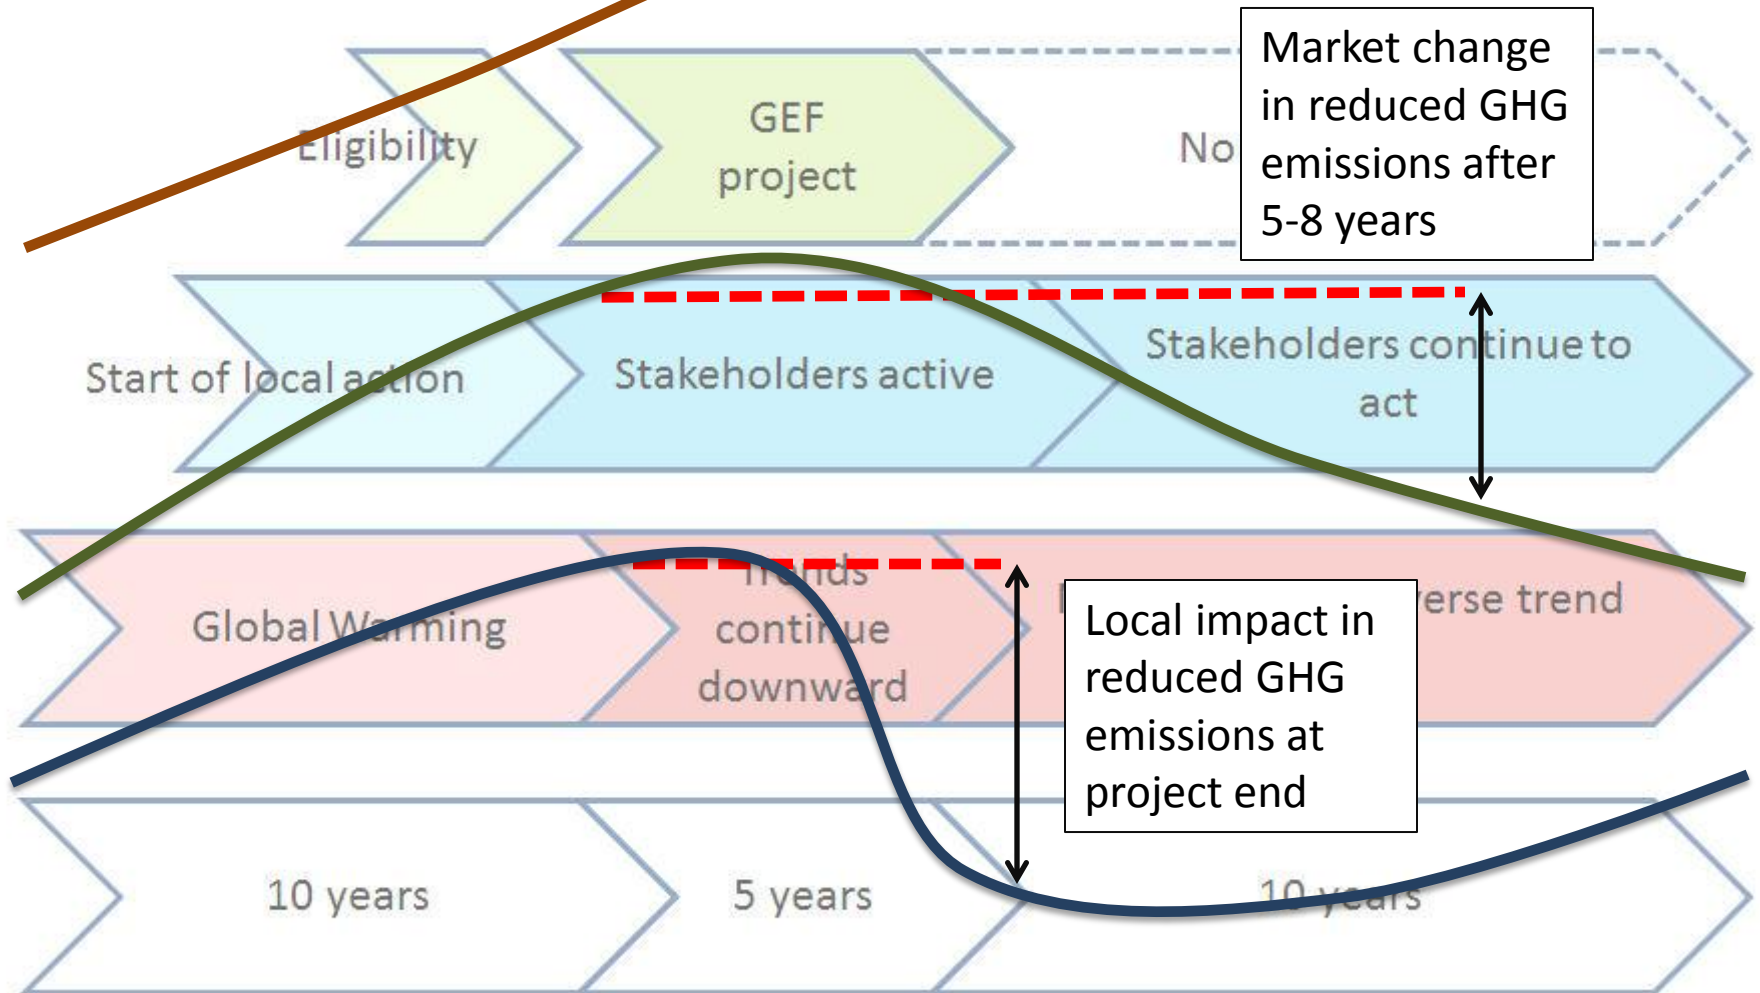 Market change
in reduced GHG
emissions after
5-8 years
Eligibility
GEF
project
No
Start of local action
Stakeholders active
Stakeholders continue to
act
Global Warming
Trends
continue
downward
erse trend
Local impact in
reduced GHG
emissions at
project end
10 years
5 years
10 years